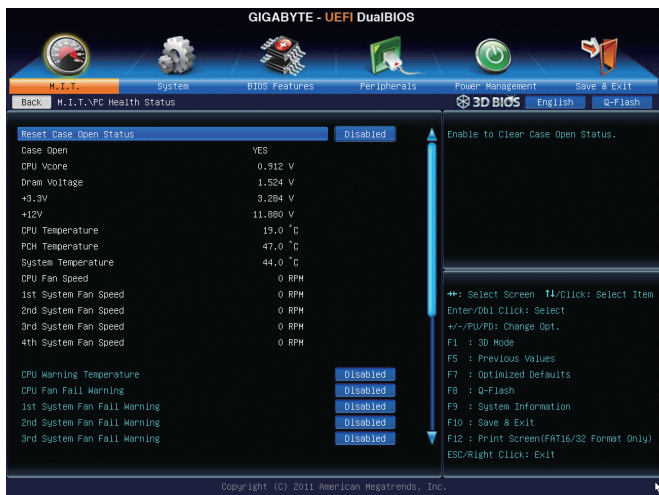 GIGABYTE - UEFI DualBIOS
M.I.T. System BIOS Features Peripherals Power Management Save & Exit
Back M.I.T.\PC Health Status 3D BIOS English Q-Flash
Reset Case Open Status Disabled
Case Open YES
CPU Vcore 0.912 V
Dram Voltage 1.524 V
+3.3V 3.284 V
+12V 11.880 V
CPU Temperature 19.0 °C
PCH Temperature 47.0 °C
System Temperature 44.0 °C
CPU Fan Speed 0 RPM
1st System Fan Speed 0 RPM
2nd System Fan Speed 0 RPM
3rd System Fan Speed 0 RPM
4th System Fan Speed 0 RPM
CPU Warning Temperature Disabled
CPU Fan Fail Warning Disabled
1st System Fan Fail Warning Disabled
2nd System Fan Fail Warning Disabled
3rd System Fan Fail Warning Disabled
Enable to Clear Case Open Status.
→←: Select Screen ↑↓/Click: Select Item
Enter/Dbl Click: Select
+/-/PU/PD: Change Opt.
F1 : 3D Mode
F5 : Previous Values
F7 : Optimized Defaults
F8 : Q-Flash
F9 : System Information
F10 : Save & Exit
F12 : Print Screen(FAT16/32 Format Only)
ESC/Right Click: Exit
Copyright (C) 2011 American Megatrends, Inc.